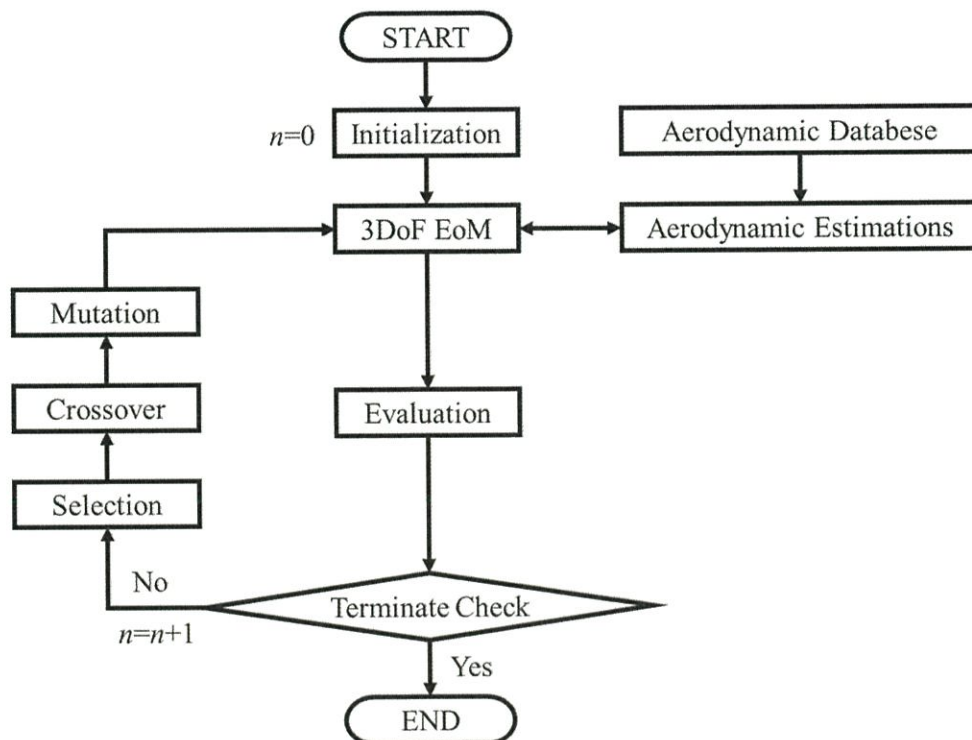 START
n=0
Initialization
Aerodynamic Databese
3DoF EoM
Aerodynamic Estimations
Mutation
Crossover
Evaluation
Selection
No
Terminate Check
n=n+1
Yes
END